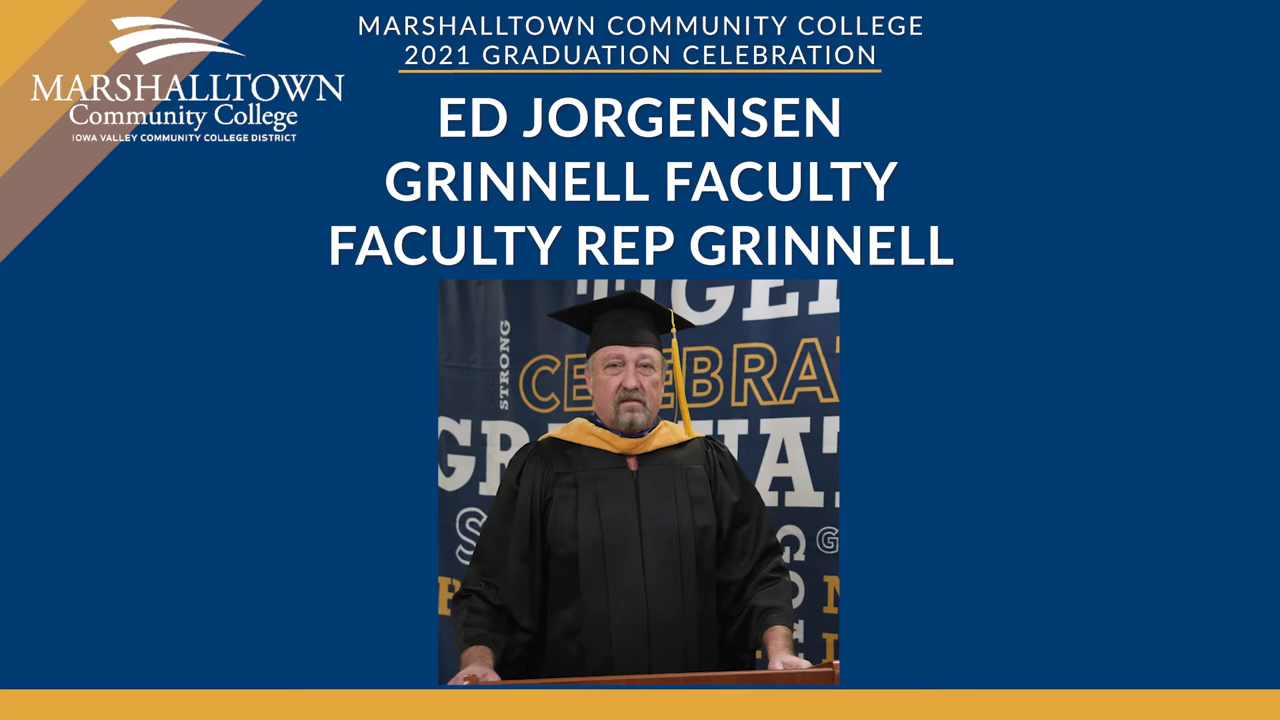 MARSHALLTOWN COMMUNITY COLLEGE
2021 GRADUATION CELEBRATION
MARSHALLTOWN
Community College
IOWA VALLEY COMMUNITY COLLEGE DISTRICT
ED JORGENSEN
GRINNELL FACULTY
FACULTY REP GRINNELL
STRONG